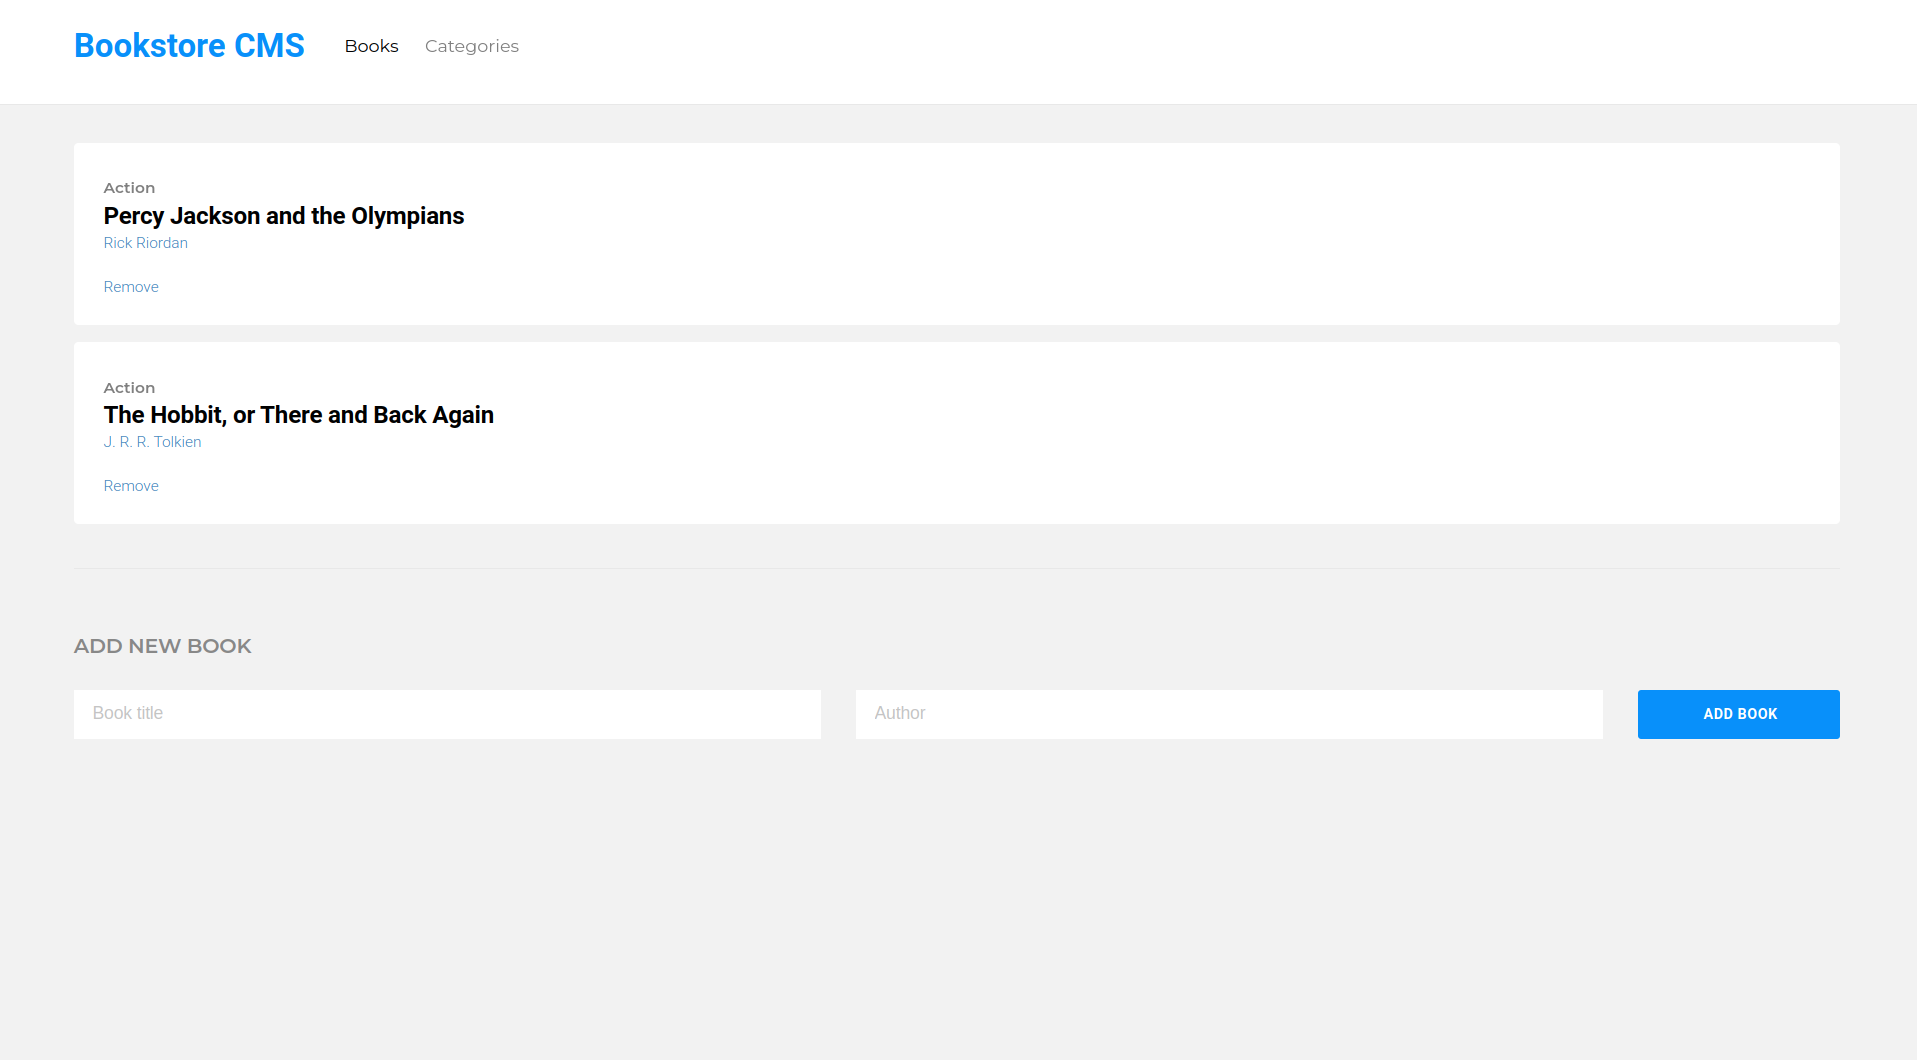 Bookstore CMS Books Categories
Action
Percy Jackson and the Olympians
Rick Riordan
Remove
Action
The Hobbit, or There and Back Again
J. R. R. Tolkien
Remove
ADD NEW BOOK
Book title Author ADD BOOK